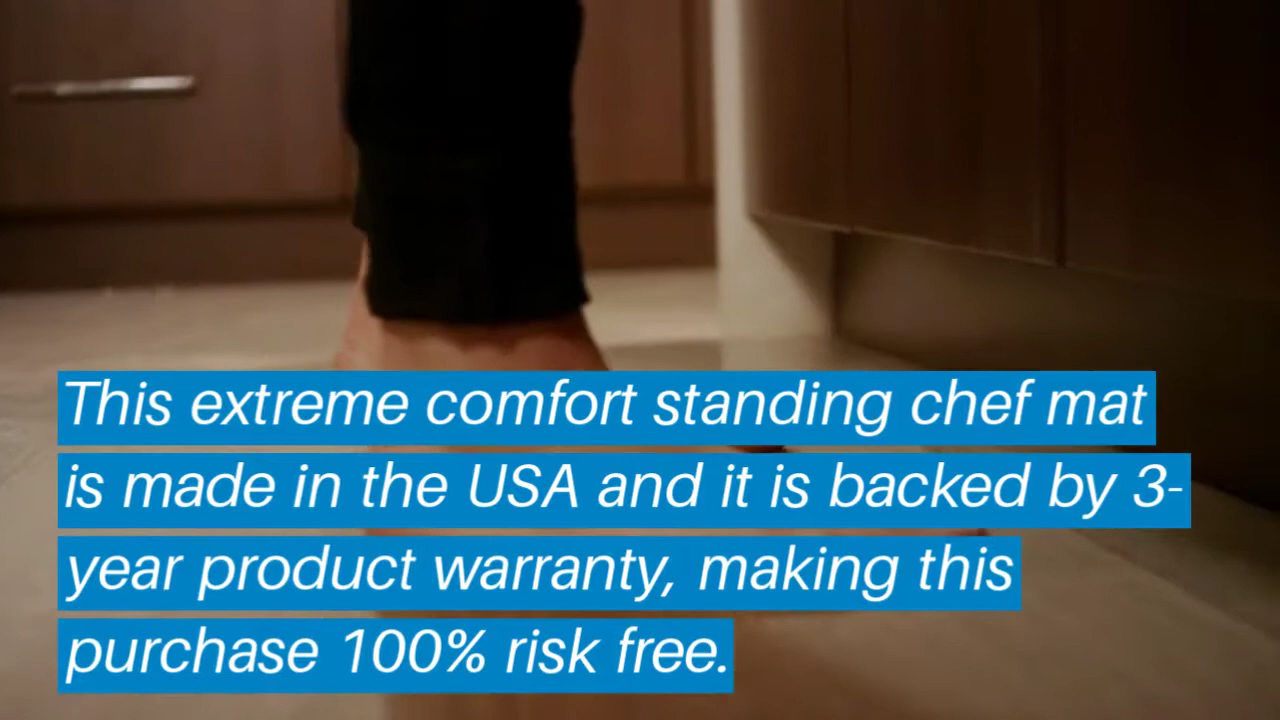 This extreme comfort standing chef mat
is made in the USA and it is backed by 3-
year product warranty, making this
purchase 100% risk free.